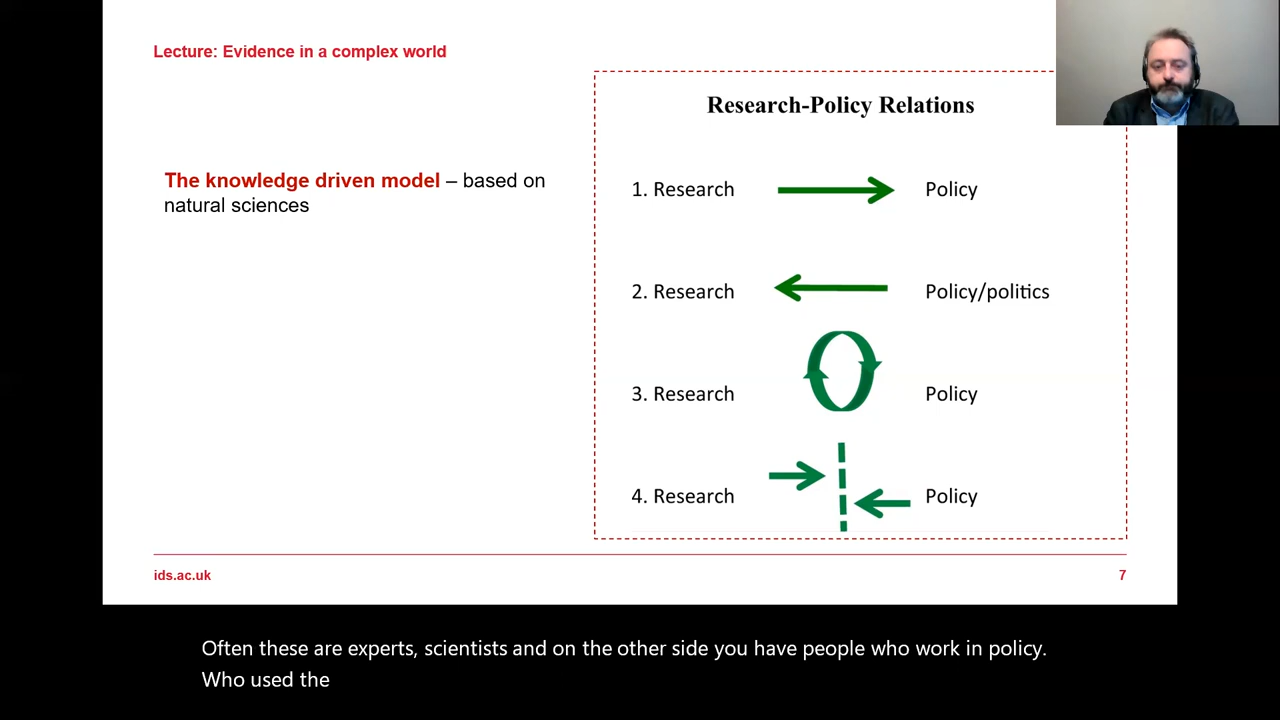 Lecture: Evidence in a complex world
The knowledge driven model – based on
natural sciences
Research-Policy Relations
1. Research Policy
2. Research Policy/politics
3. Research Policy
4. Research Policy
ids.ac.uk 7
Often these are experts, scientists and on the other side you have people who work in policy.
Who used the